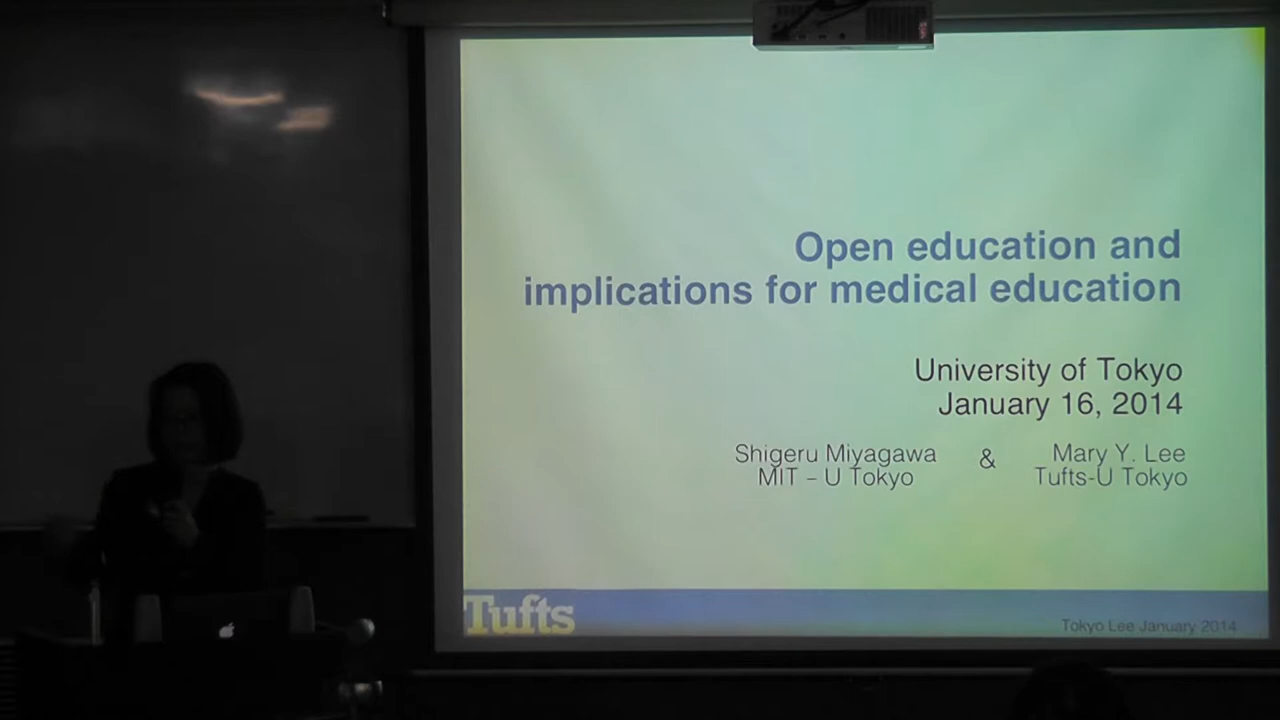 Open education and
implications for medical education
University of Tokyo
January 16, 2014
Shigeru Miyagawa & Mary Y. Lee
MIT – U Tokyo Tufts-U Tokyo
Tufts
Tokyo Lee January 2014